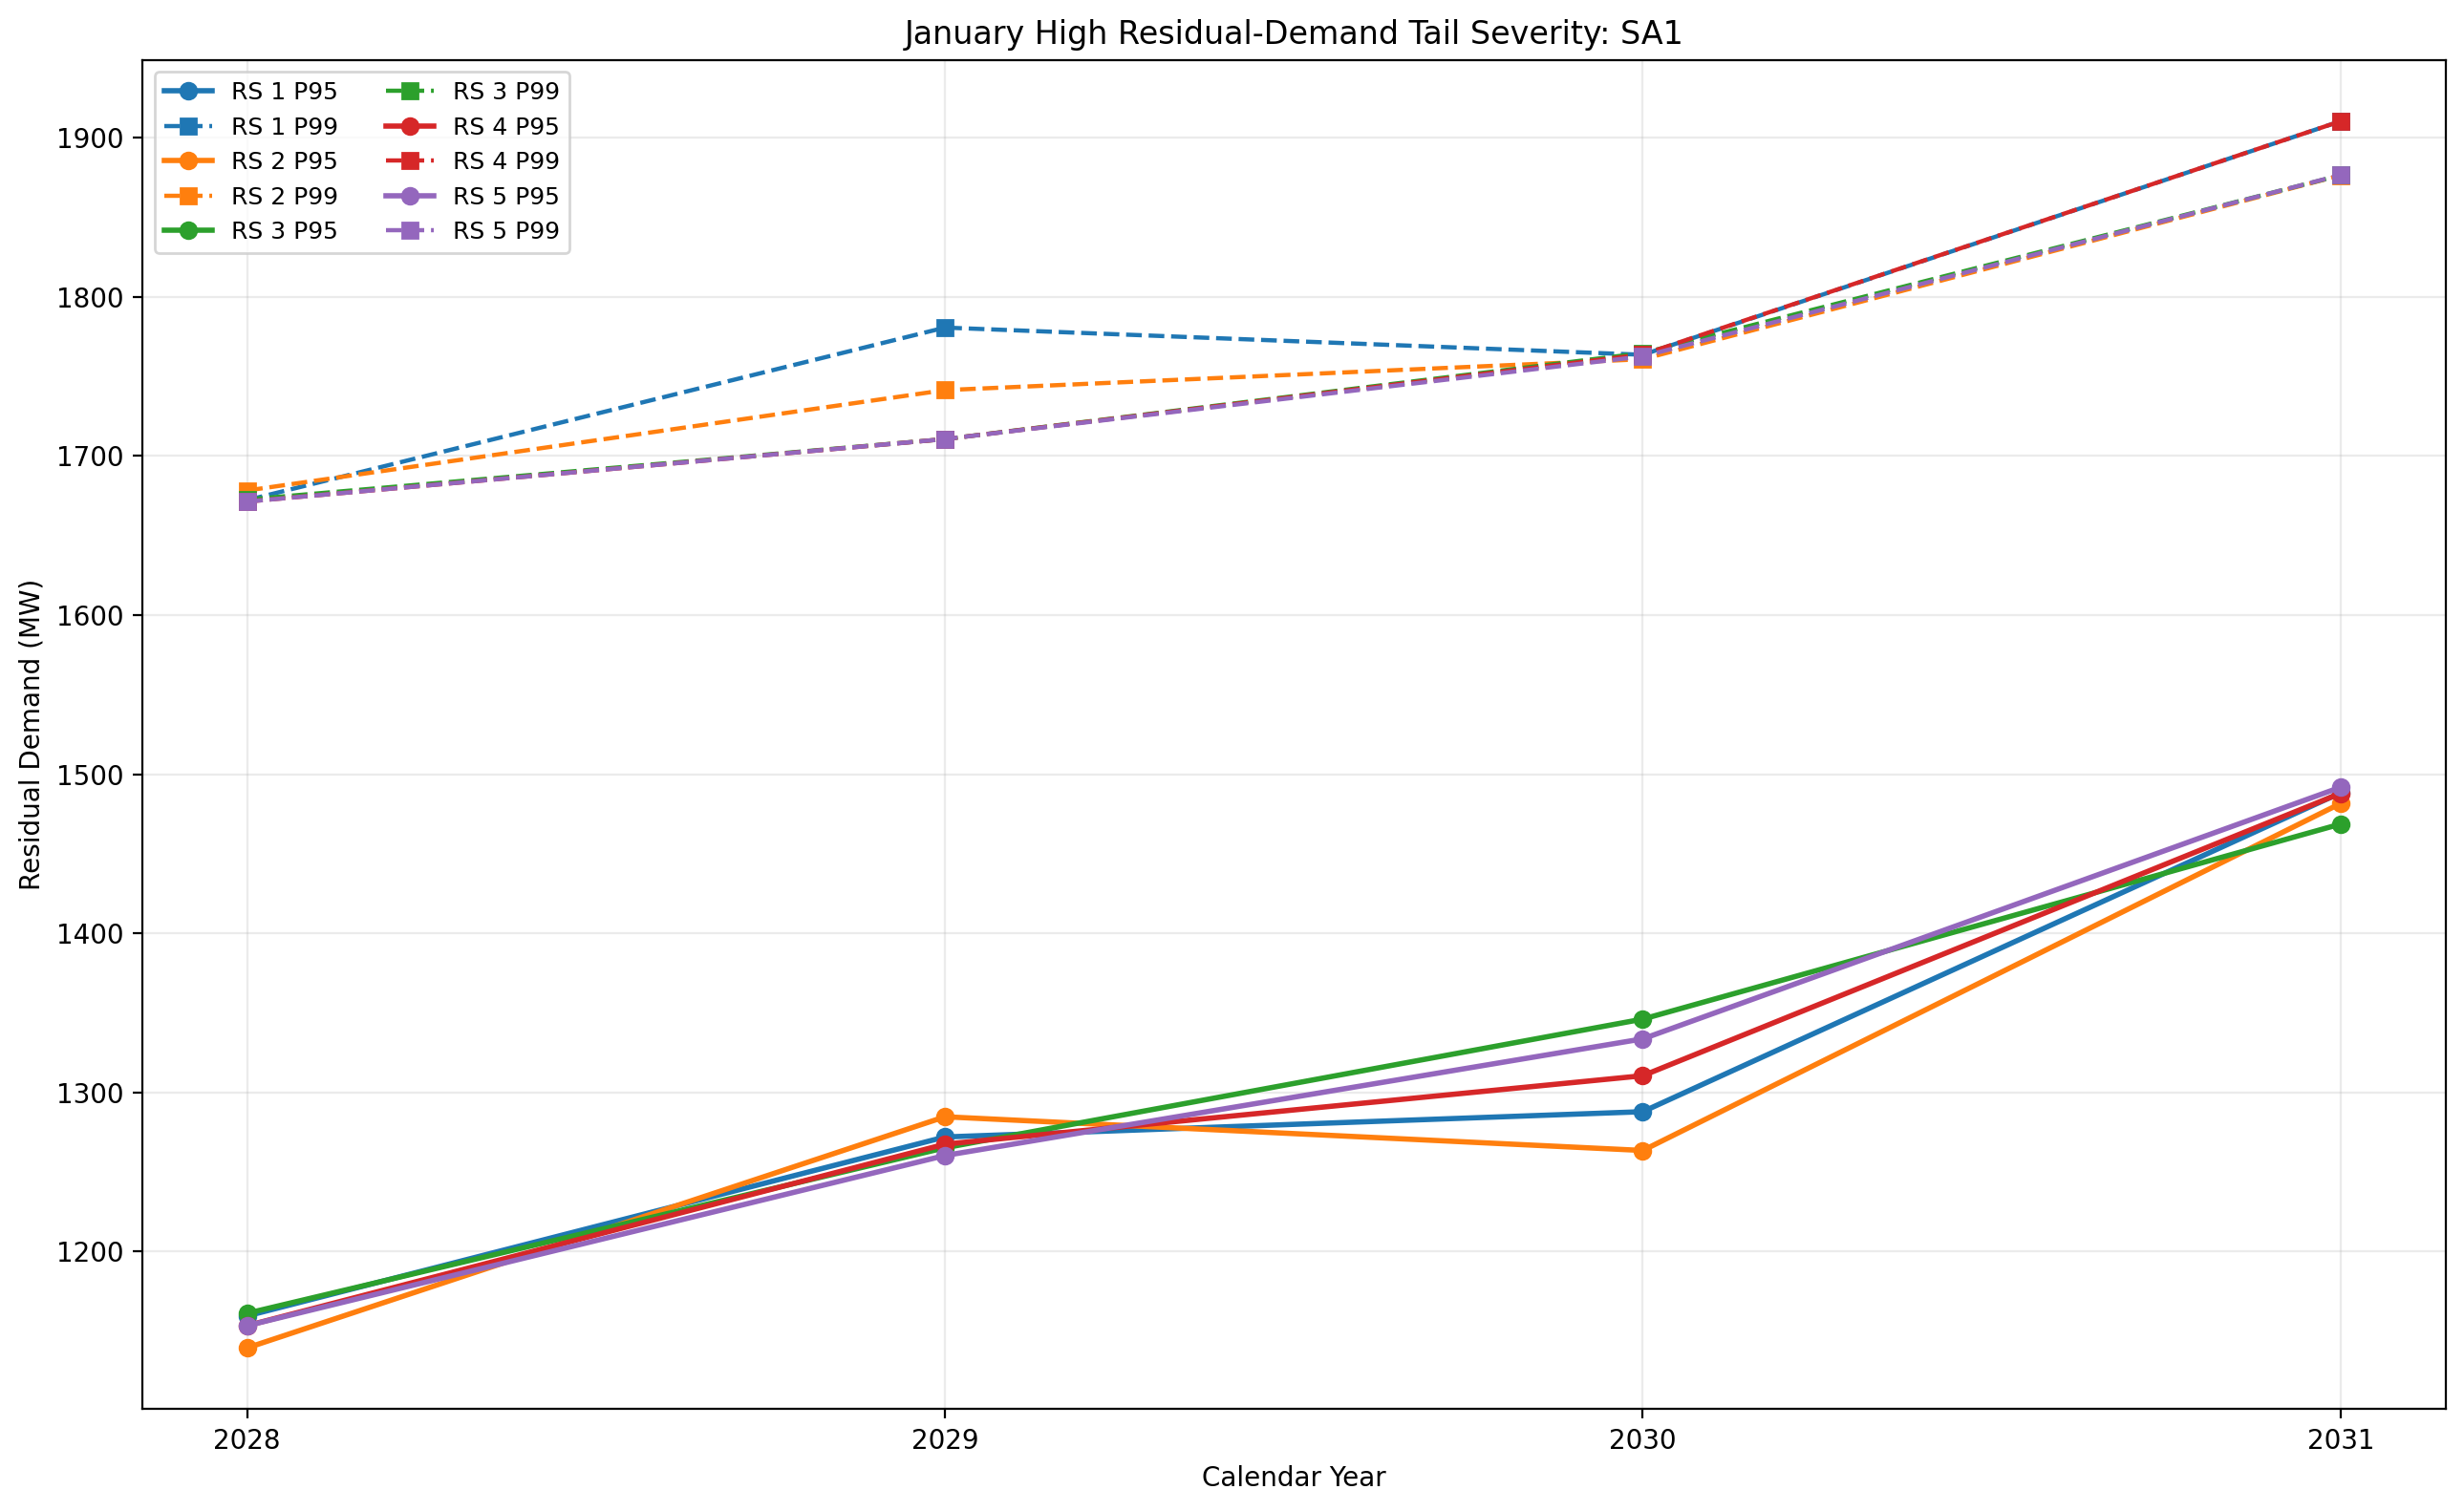 January High Residual-Demand Tail Severity: SA1
RS 1 P95
RS 1 P99
RS 2 P95
RS 2 P99
RS 3 P95
RS 3 P99
RS 4 P95
RS 4 P99
RS 5 P95
RS 5 P99
Residual Demand (MW)
1900
1800
1700
1600
1500
1400
1300
1200
2028
2029
2030
2031
Calendar Year